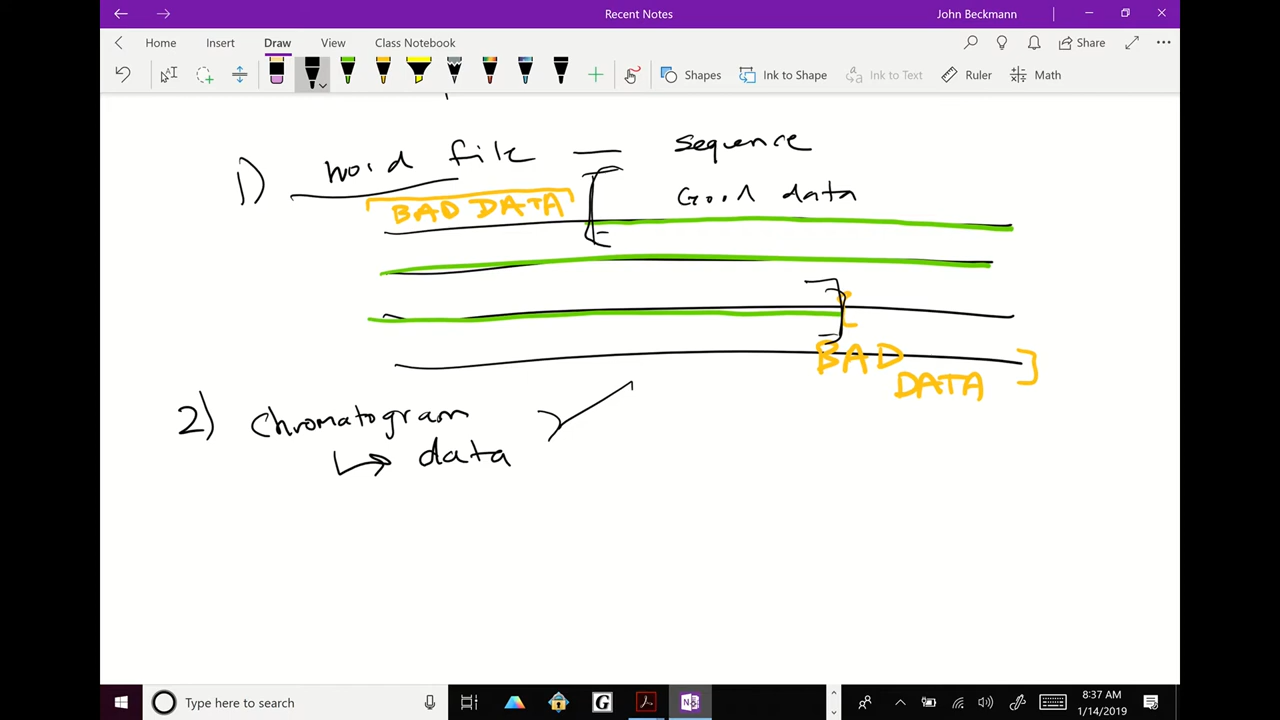 Recent Notes
John Beckmann
Home Insert Draw View Class Notebook
Share
Shapes Ink to Shape Ink to Text Ruler Math
1) word file — sequence
Good data
BAD DATA
BAD
DATA
2) Chromatogram
data
Type here to search
8:37 AM
1/14/2019